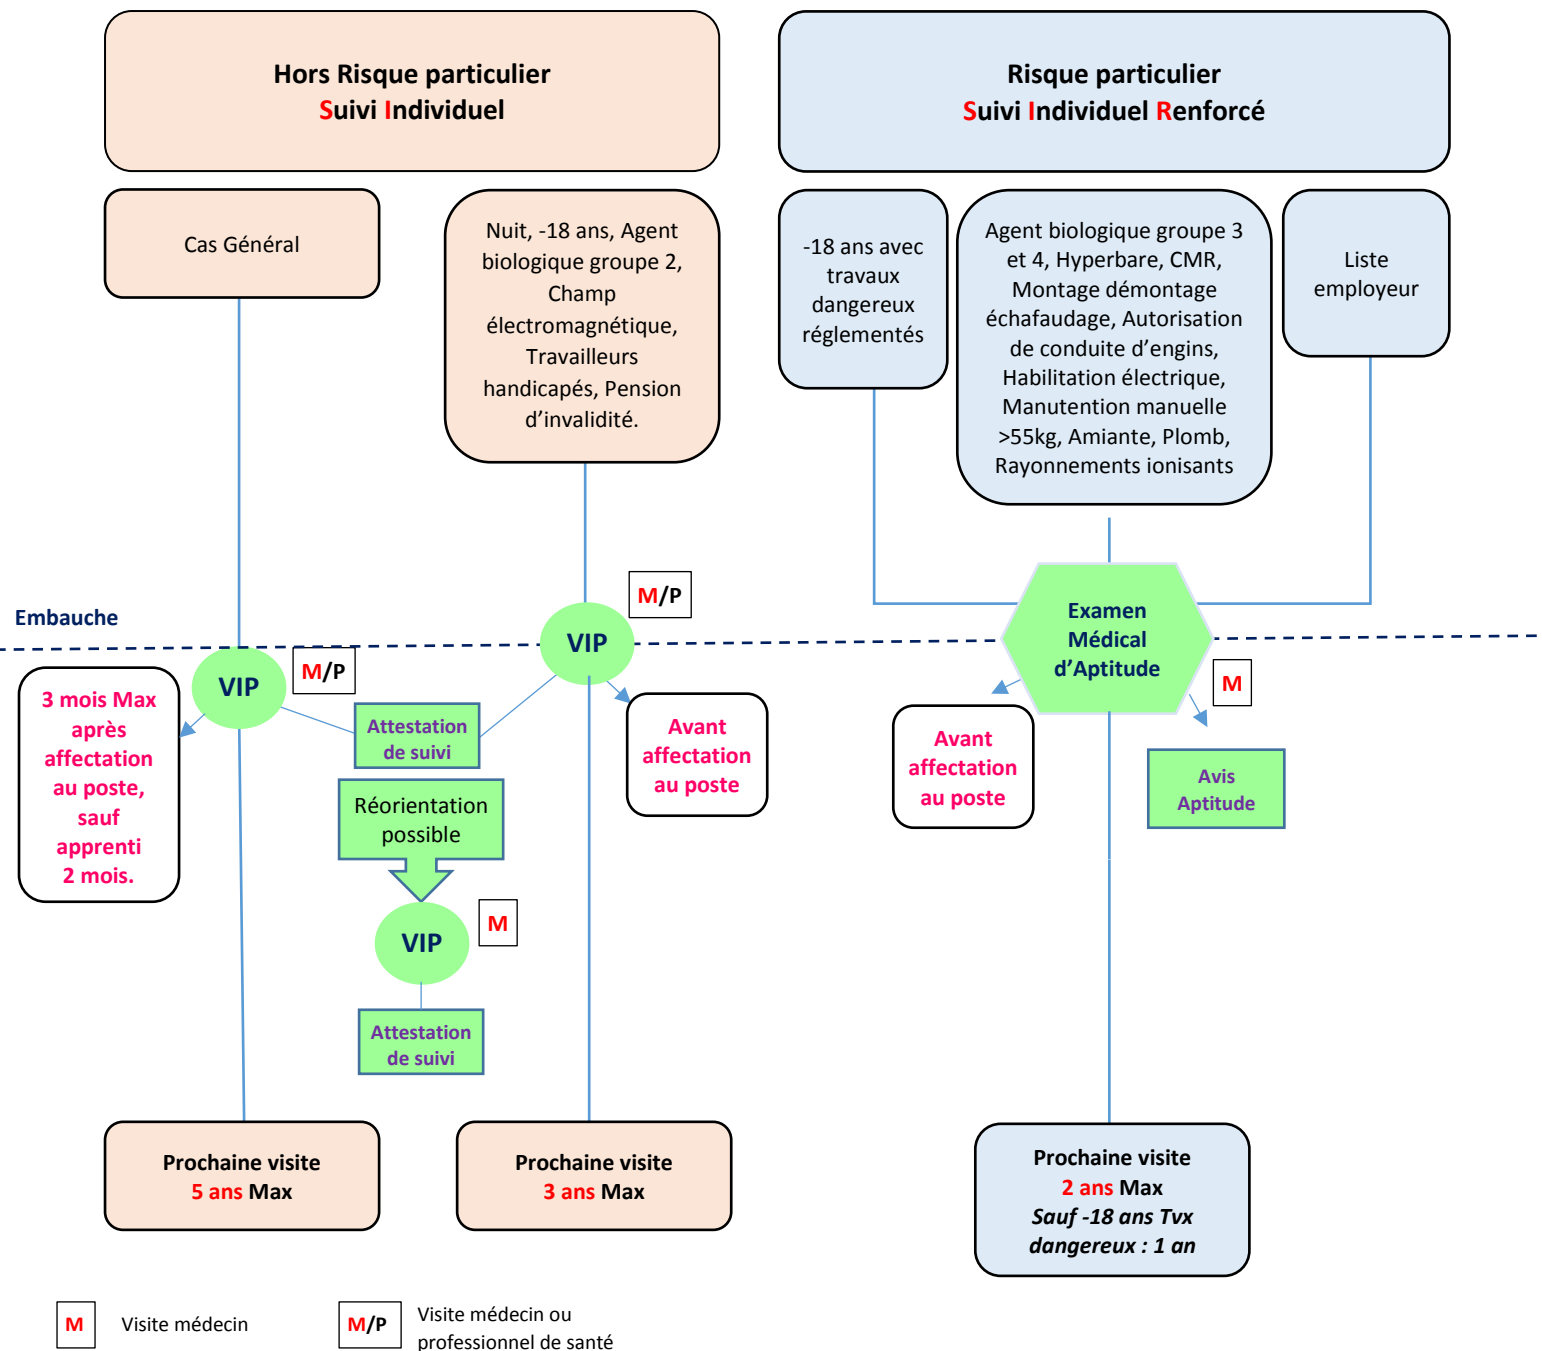 Hors Risque particulier
Suivi Individuel
Risque particulier
Suivi Individuel Renforcé
Cas Général
Nuit, -18 ans, Agent
biologique groupe 2,
Champ
électromagnétique,
Travailleurs
handicapés, Pension
d’invalidité.
-18 ans avec
travaux
dangereux
réglementés
Agent biologique groupe 3
et 4, Hyperbare, CMR,
Montage démontage
échafaudage, Autorisation
de conduite d’engins,
Habilitation électrique,
Manutention manuelle
>55kg, Amiante, Plomb,
Rayonnements ionisants
Liste
employeur
Embauche
VIP
M/P
VIP
M/P
Examen
Médical
d’Aptitude
M
3 mois Max
après
affectation
au poste,
sauf
apprenti
2 mois.
Attestation
de suivi
Avant
affectation
au poste
Avant
affectation
au poste
Avis
Aptitude
Réorientation
possible
VIP
M
Attestation
de suivi
Prochaine visite
5 ans Max
Prochaine visite
3 ans Max
Prochaine visite
2 ans Max
Sauf -18 ans Tvx
dangereux : 1 an
M
Visite médecin
M/P
Visite médecin ou
professionnel de santé